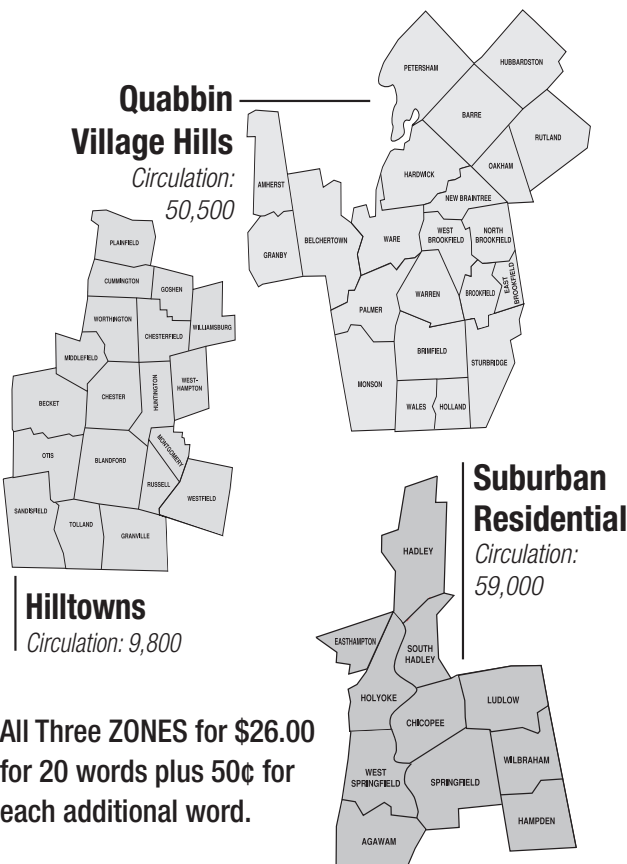 Quabbin
Village Hills
Circulation:
50,500
PETERSHAM
HUBBARDSTON
BARRE
RUTLAND
OAKHAM
HARDWICK
NEW BRAINTREE
AMHERST
GRANBY
BELCHERTOWN
WARE
WEST
BROOKFIELD
NORTH
BROOKFIELD
EAST
BROOKFIELD
BROOKFIELD
WARREN
PALMER
BRIMFIELD
STURBRIDGE
MONSON
WALES
HOLLAND
PLAINFIELD
CUMMINGTON
GOSHEN
WORTHINGTON
CHESTERFIELD
WILLIAMSBURG
MIDDLEFIELD
BECKET
CHESTER
HUNTINGTON
WEST-
HAMPTON
MONTGOMERY
OTIS
BLANDFORD
RUSSELL
WESTFIELD
SANDISFIELD
TOLLAND
GRANVILLE
Hilltowns
Circulation: 9,800
Suburban
Residential
Circulation:
59,000
HADLEY
EASTHAMPTON
SOUTH
HADLEY
HOLYOKE
CHICOPEE
LUDLOW
WEST
SPRINGFIELD
SPRINGFIELD
WILBRAHAM
HAMPDEN
AGAWAM
All Three ZONES for $26.00
for 20 words plus 50¢ for
each additional word.